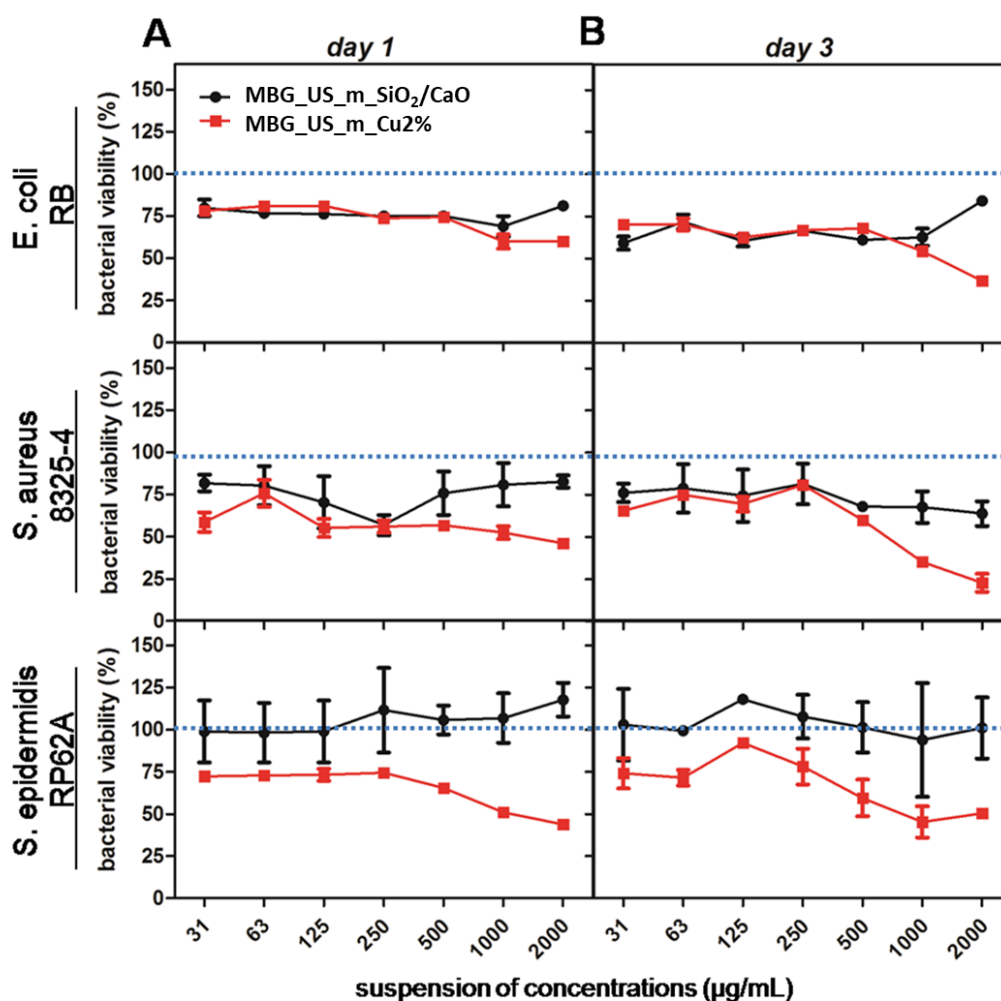 A
day 1
B
day 3
MBG_US_m_SiO₂/CaO
MBG_US_m_Cu2%
E. coli
RB
bacterial viability (%)
150
125
100
75
50
25
0
S. aureus
8325-4
bacterial viability (%)
150
125
100
75
50
25
0
S. epidermidis
RP62A
bacterial viability (%)
150
125
100
75
50
25
0
31 63 125 250 500 1000 2000
31 63 125 250 500 1000 2000
suspension of concentrations (µg/mL)